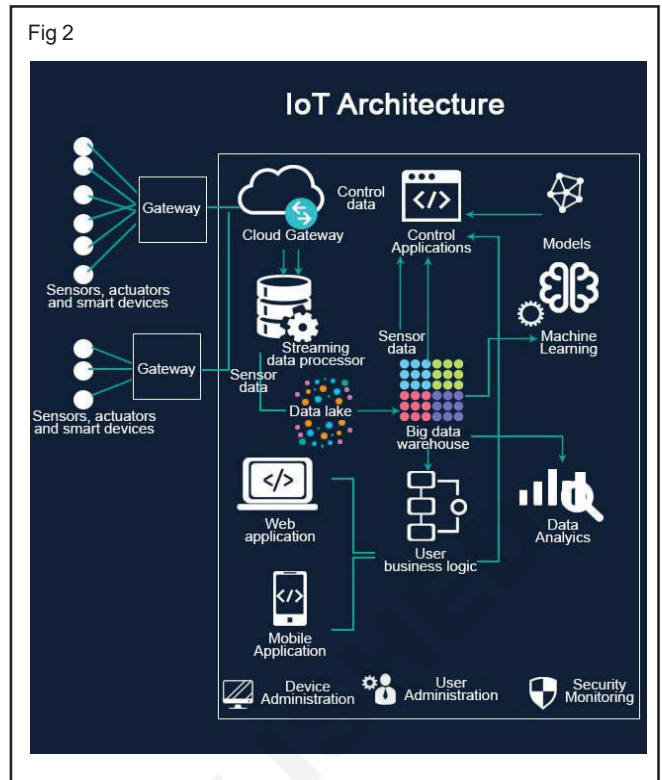 Fig 2
IoT Architecture
Gateway
Sensors, actuators
and smart devices
Gateway
Sensors, actuators
and smart devices
Cloud Gateway
Control
data
</>
Control
Applications
Models
Streaming
data processor
Sensor
data
Sensor
data
Machine
Learning
Data lake
Big data
warehouse
</>
Web
application
User
business logic
Data
Analyics
</>
Mobile
Application
Device
Administration
User
Administration
Security
Monitoring